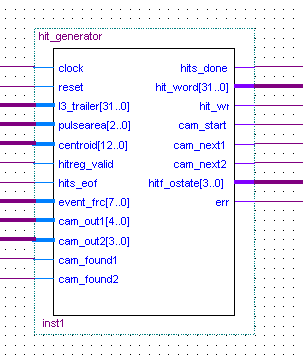 hit_generator
clock hits_done
reset hit_word[31..0]
l3_trailer[31..0] hit_wr
pulsearea[2..0] cam_start
centroid[12..0] cam_next1
hitreg_valid cam_next2
hits_eof hitf_ostate[3..0]
event_frc[7..0] err
cam_out1[4..0]
cam_out2[3..0]
cam_found1
cam_found2
inst1